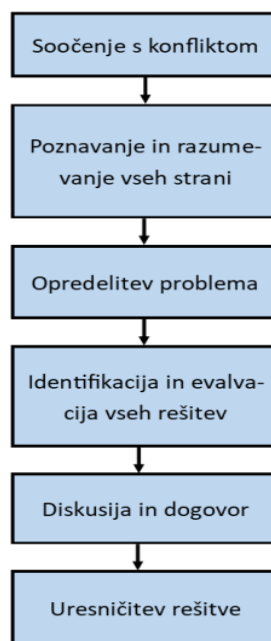 Soočenje s konfliktom
Poznavanje in razume-
vanje vseh strani
Opredelitev problema
Identifikacija in evalva-
cija vseh rešitev
Diskusija in dogovor
Uresničitev rešitve